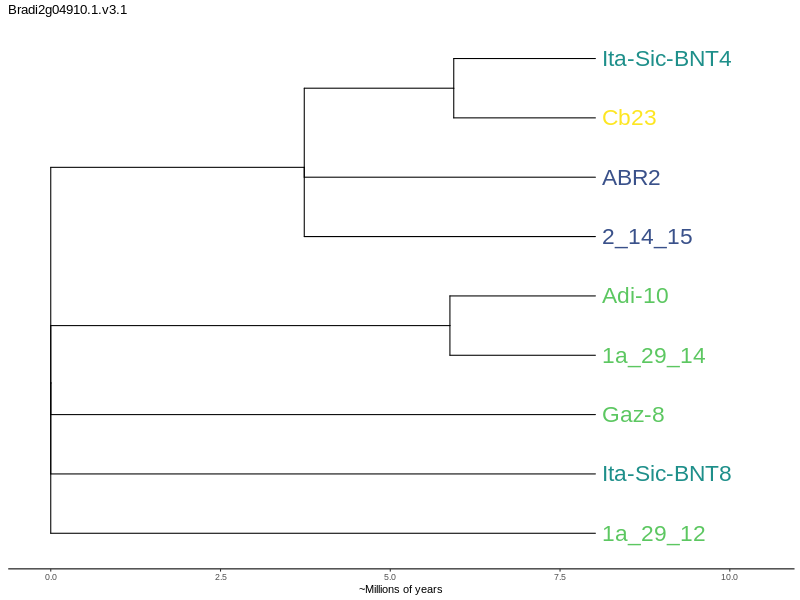 Bradi2g04910.1.v3.1
Ita-Sic-BNT4
Cb23
ABR2
2_14_15
Adi-10
1a_29_14
Gaz-8
Ita-Sic-BNT8
1a_29_12
0.0 2.5 5.0 7.5 10.0
~Millions of years